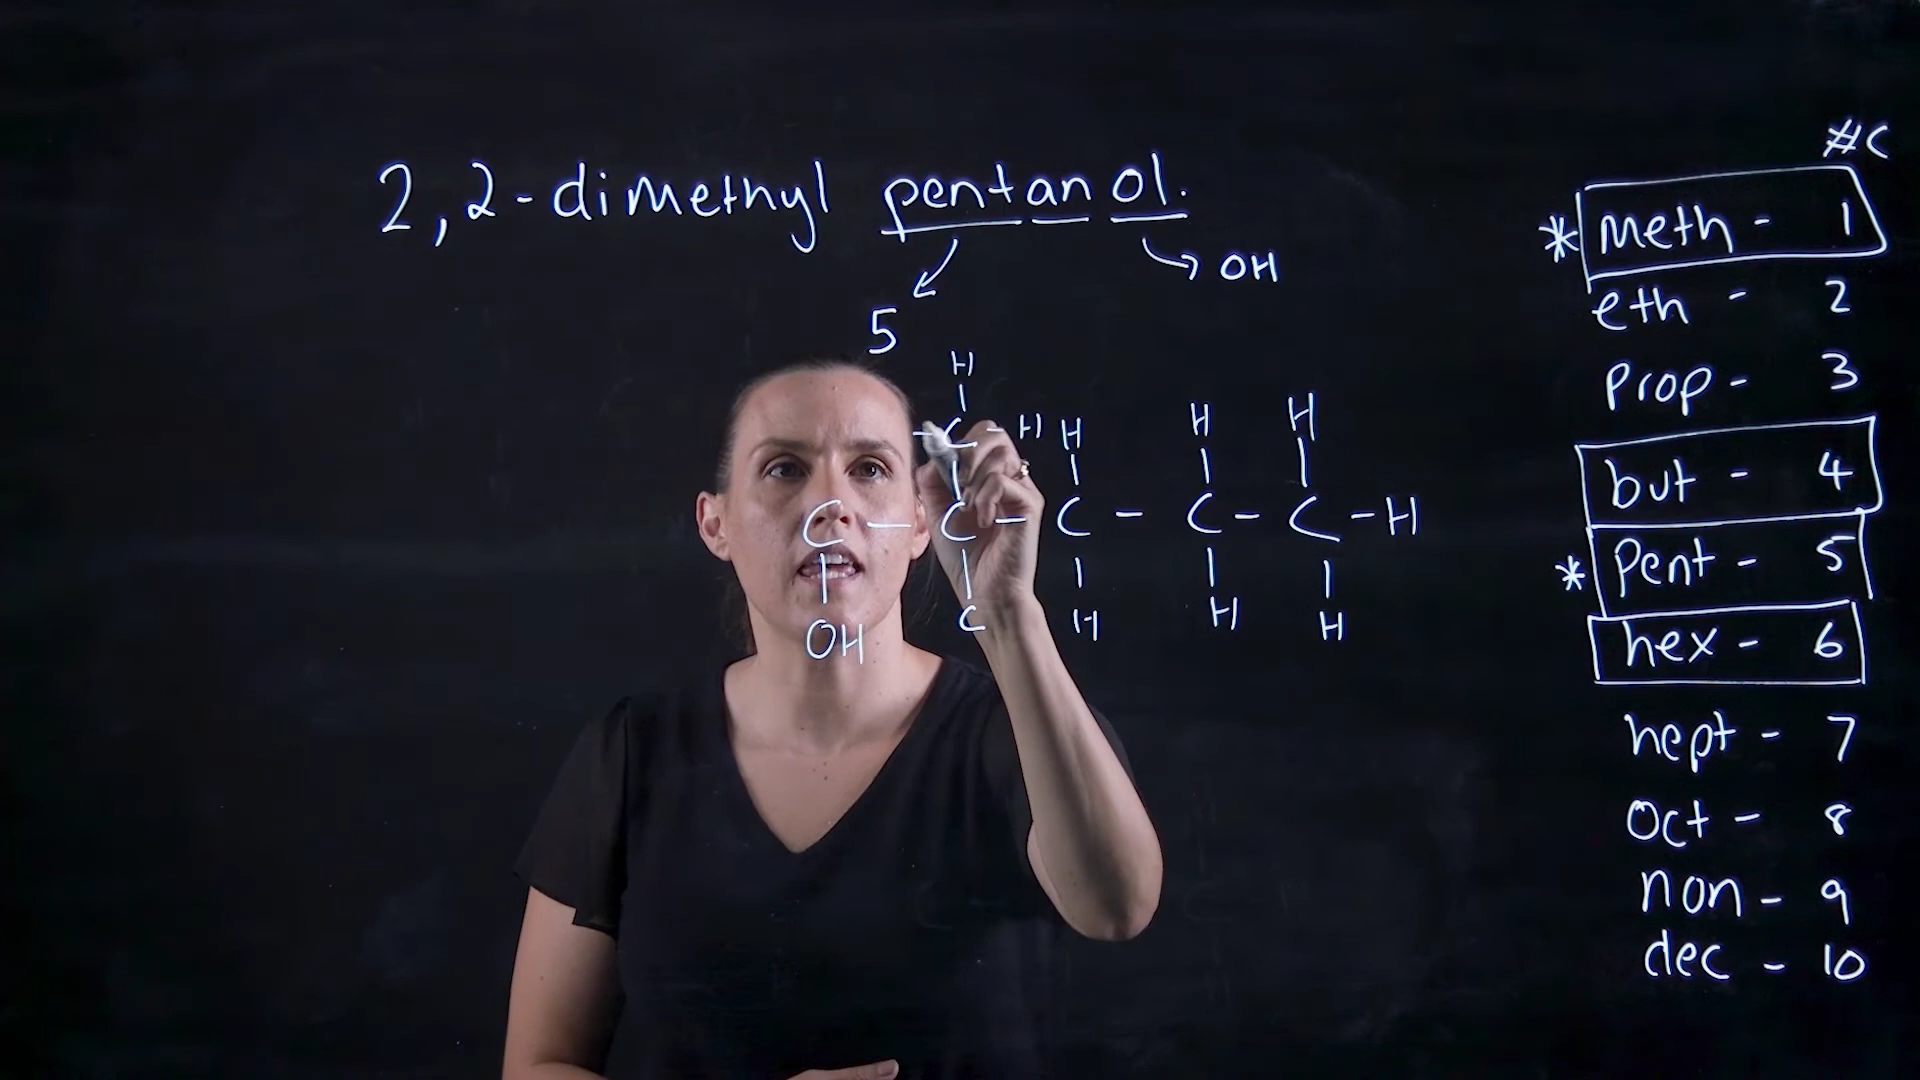 2,2-dimethyl pentanol.
OH
5
H
C - H H H H
C - C - C - C - C - H
OH C H H H
#C
* meth - 1
eth - 2
prop - 3
but - 4
* Pent - 5
hex - 6
hept - 7
oct - 8
non - 9
dec - 10